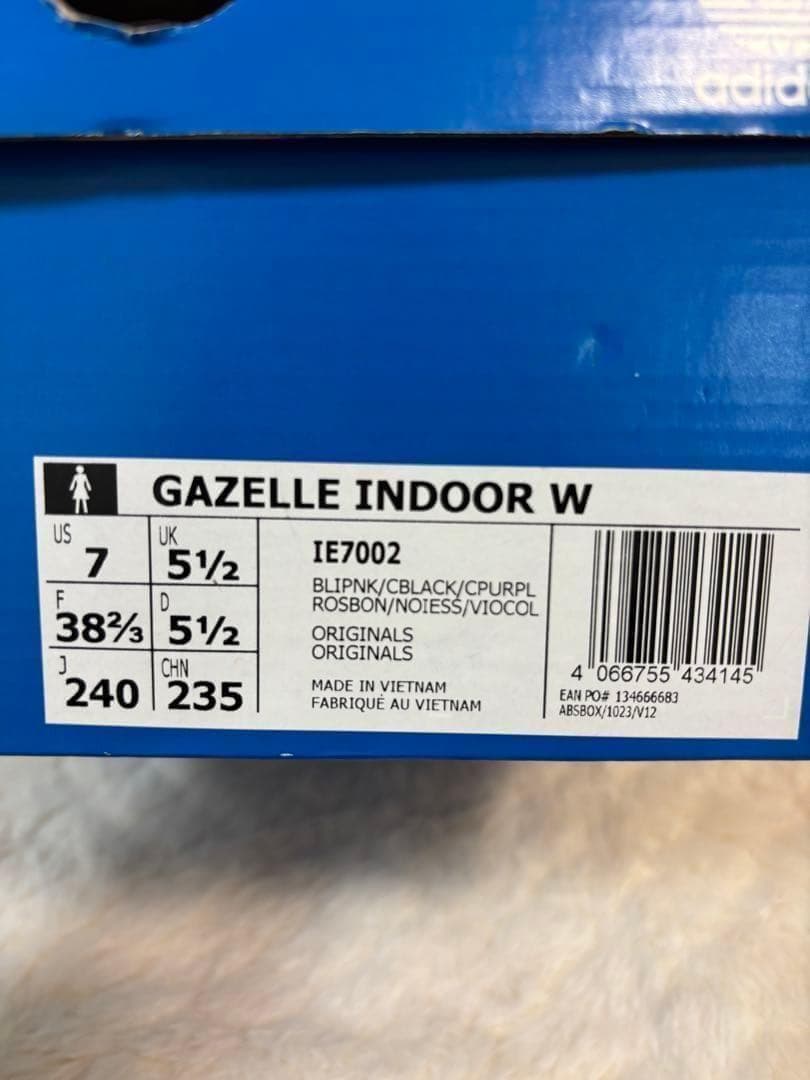 adid
GAZELLE INDOOR W
US 7
UK 5½
F 38⅔
D 5½
J 240
CHN 235
IE7002
BLIPNK/CBLACK/CPURPL
ROSBON/NOIESS/VIOCOL
ORIGINALS
ORIGINALS
MADE IN VIETNAM
FABRIQUÉ AU VIETNAM
4 066755 434145
EAN PO# 134666683
ABSBOX/1023/V12